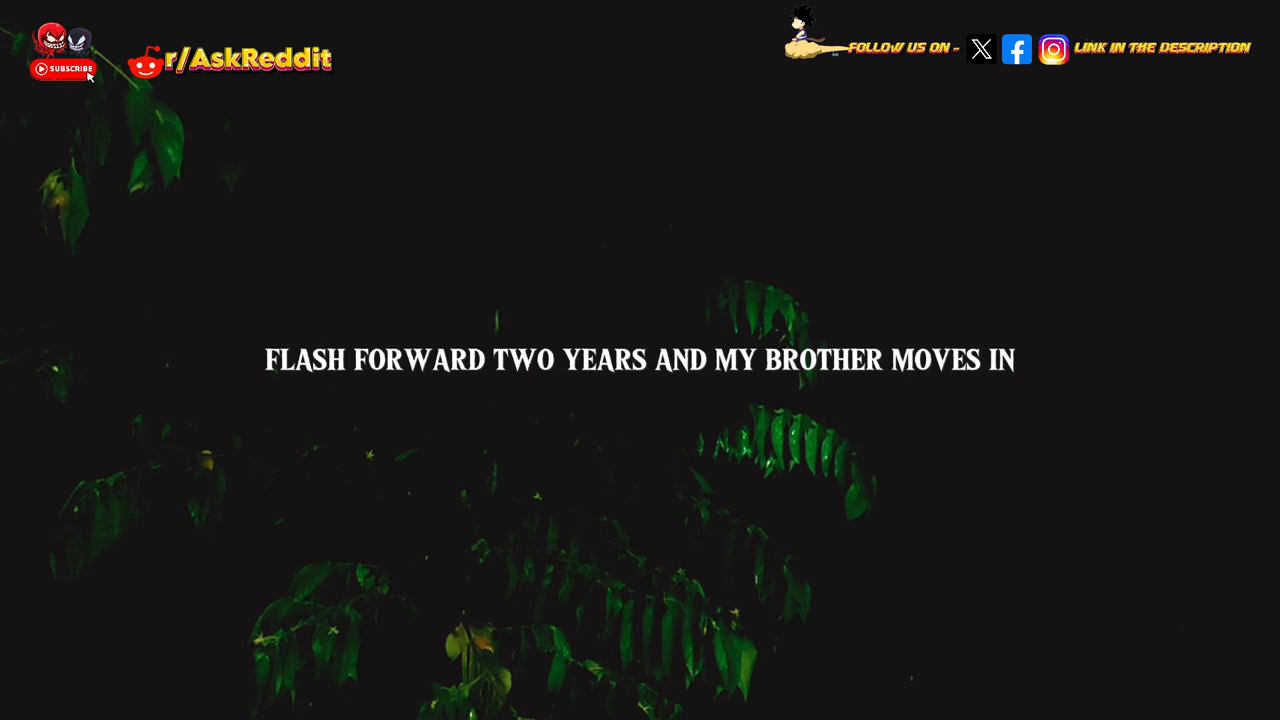 SUBSCRIBE
r/AskReddit
FOLLOW US ON -
LINK IN THE DESCRIPTION
FLASH FORWARD TWO YEARS AND MY BROTHER MOVES IN